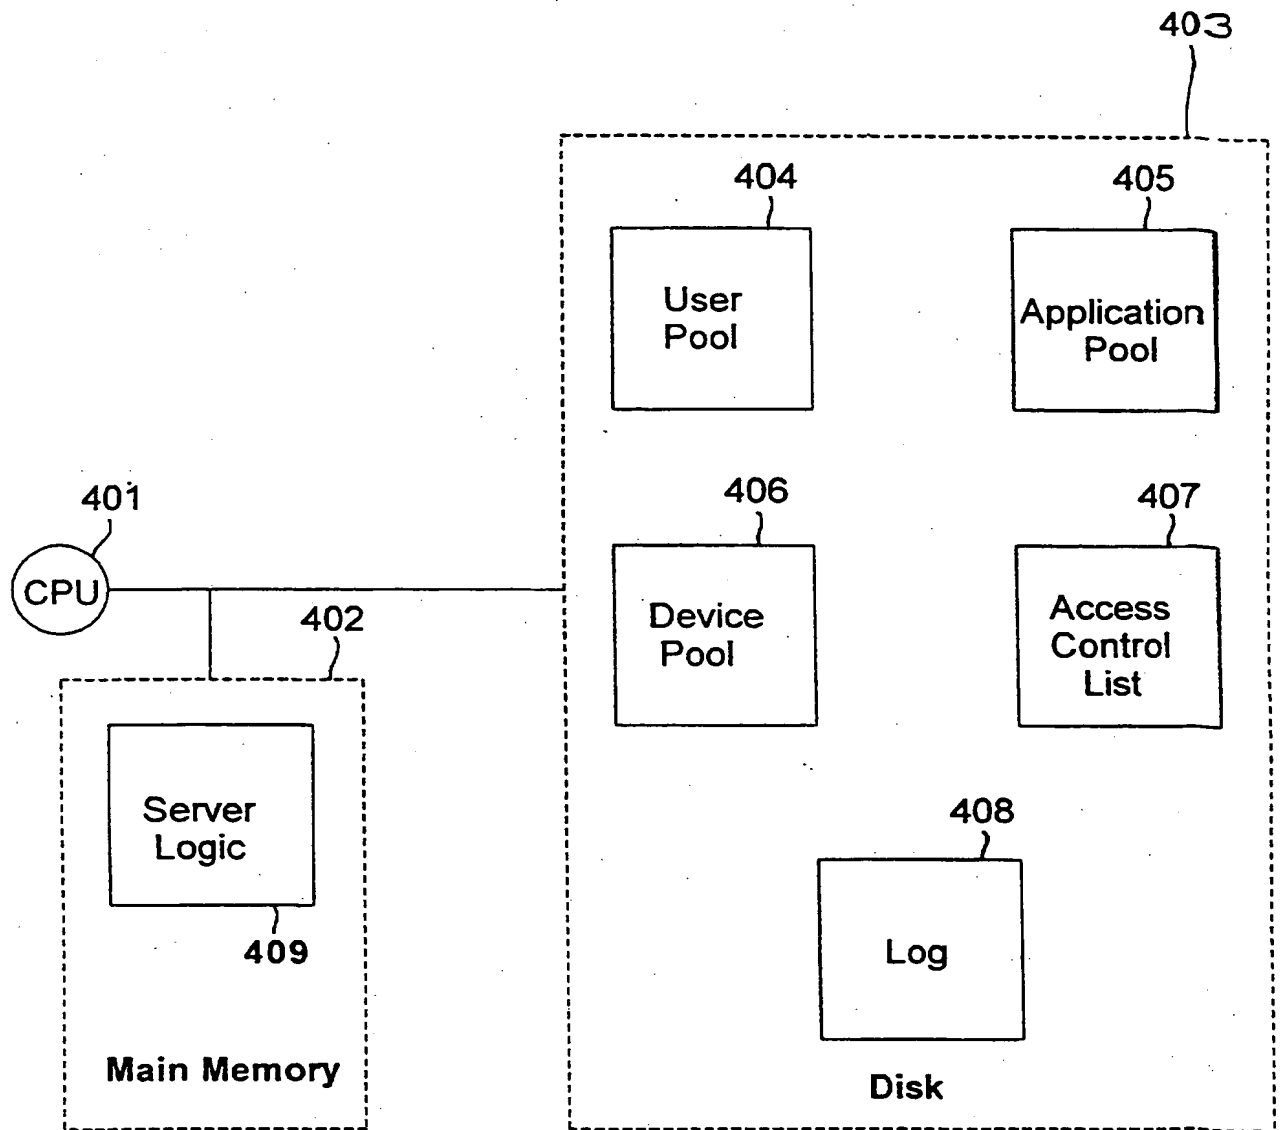 403
404
405
User
Pool
Application
Pool
401
406
407
CPU
402
Device
Pool
Access
Control
List
Server
Logic
408
409
Log
Main Memory
Disk